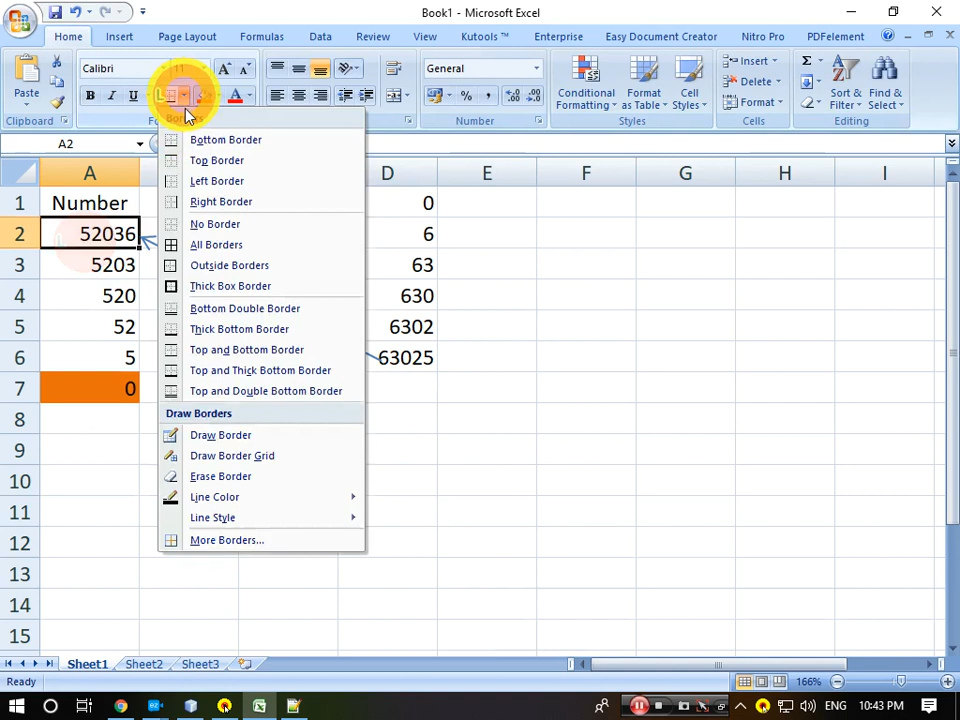 Book1 - Microsoft Excel
Home Insert Page Layout Formulas Data Review View Kutools ™ Enterprise Easy Document Creator Nitro Pro PDFelement
Calibri 11 General Insert
Paste B I U A % , Conditional Formatting Format as Table Cell Styles Delete Sort & Filter Find & Select
Format
Clipboard Number Styles Cells Editing
A2
Borders
Bottom Border
Top Border
Left Border
Right Border
No Border
All Borders
Outside Borders
Thick Box Border
Bottom Double Border
Thick Bottom Border
Top and Bottom Border
Top and Thick Bottom Border
Top and Double Bottom Border
Draw Borders
Draw Border
Draw Border Grid
Erase Border
Line Color
Line Style
More Borders...
A D E F G H I
1 Number 0
2 52036 6
3 5203 63
4 520 630
5 52 6302
6 5 63025
7 0
8
9
10
11
12
13
14
15
Sheet1 Sheet2 Sheet3
Ready 166%
ENG 10:43 PM